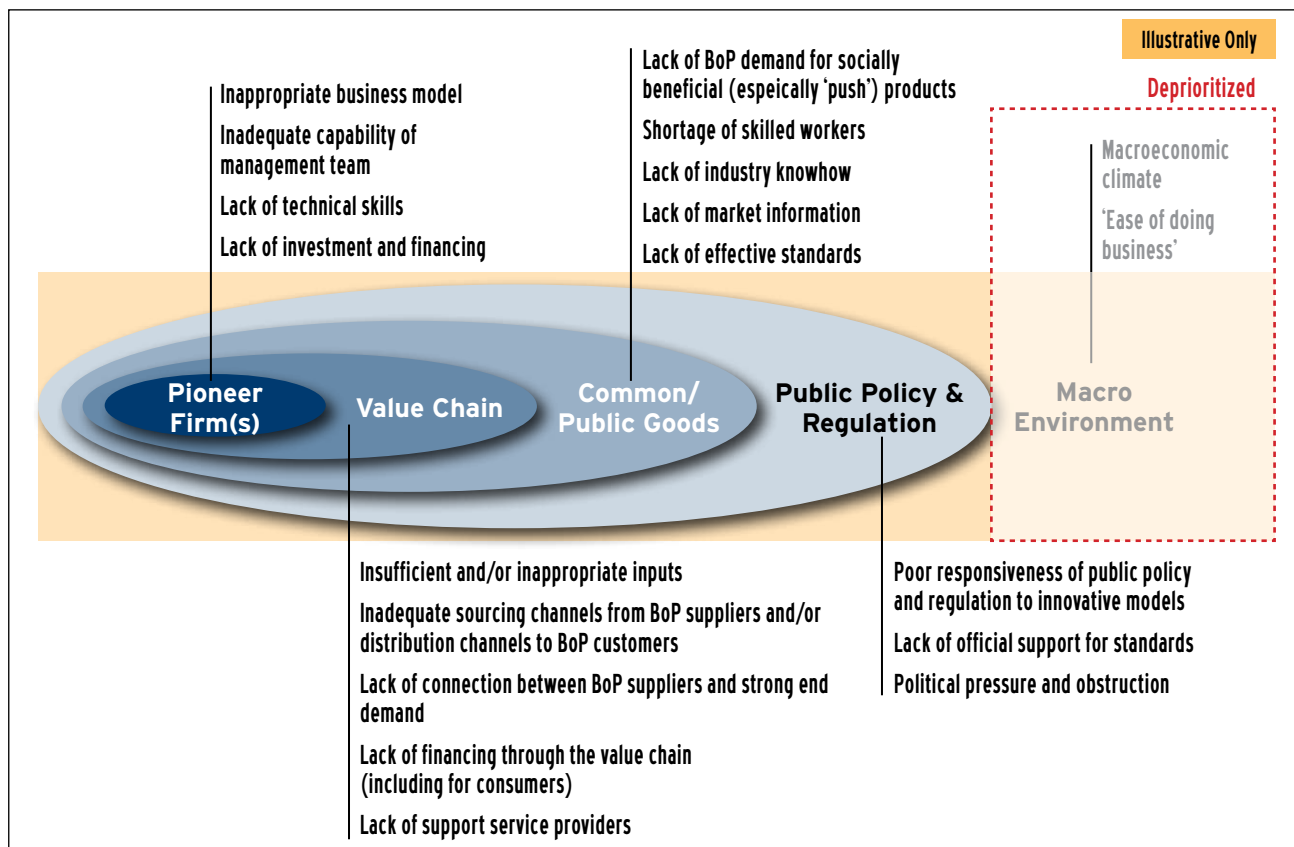 Illustrative Only
Deprioritized
Inappropriate business model
Inadequate capability of
management team
Lack of technical skills
Lack of investment and financing
Lack of BoP demand for socially
beneficial (espeically ‘push’) products
Shortage of skilled workers
Lack of industry knowhow
Lack of market information
Lack of effective standards
Macroeconomic
climate
‘Ease of doing
business’
Pioneer
Firm(s)
Value Chain
Common/
Public Goods
Public Policy &
Regulation
Macro
Environment
Insufficient and/or inappropriate inputs
Inadequate sourcing channels from BoP suppliers and/or
distribution channels to BoP customers
Lack of connection between BoP suppliers and strong end
demand
Lack of financing through the value chain
(including for consumers)
Lack of support service providers
Poor responsiveness of public policy
and regulation to innovative models
Lack of official support for standards
Political pressure and obstruction